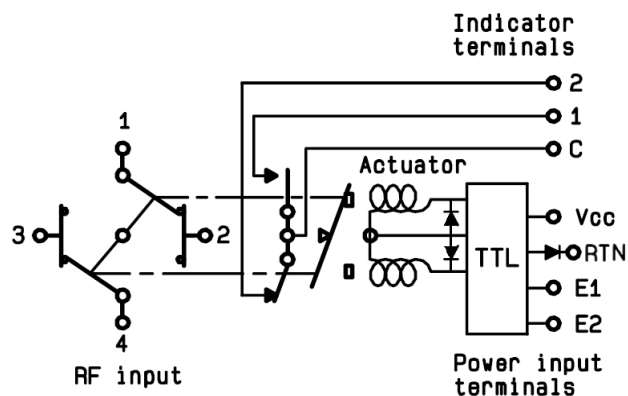 Indicator
terminals
2
1
C
1
Actuator
3
2
TTL
Vcc
RTN
E1
E2
4
RF input
Power input
terminals